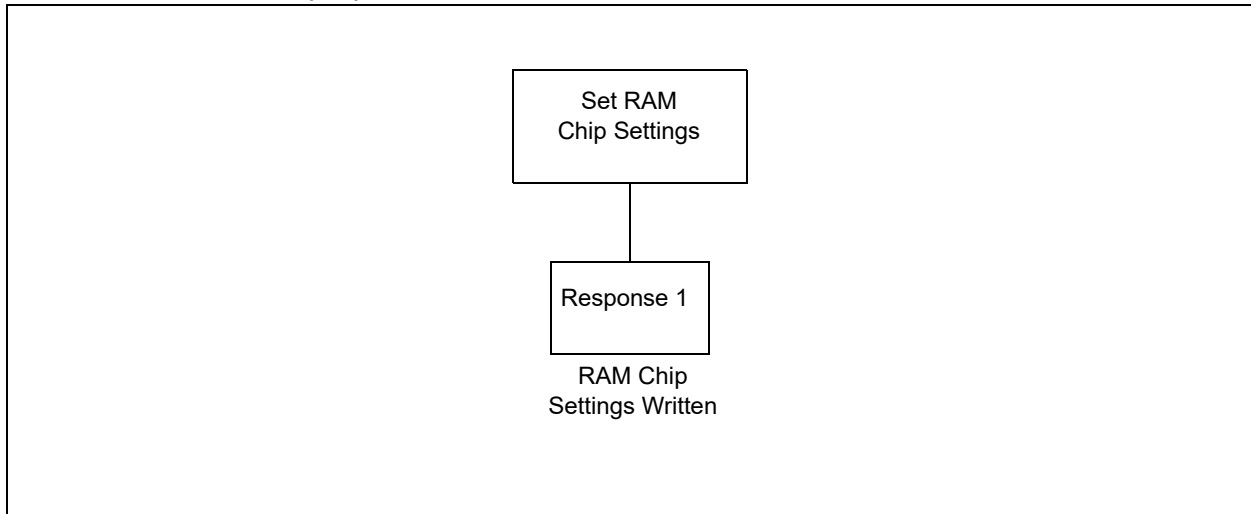 Set RAM
Chip Settings
Response 1
RAM Chip
Settings Written